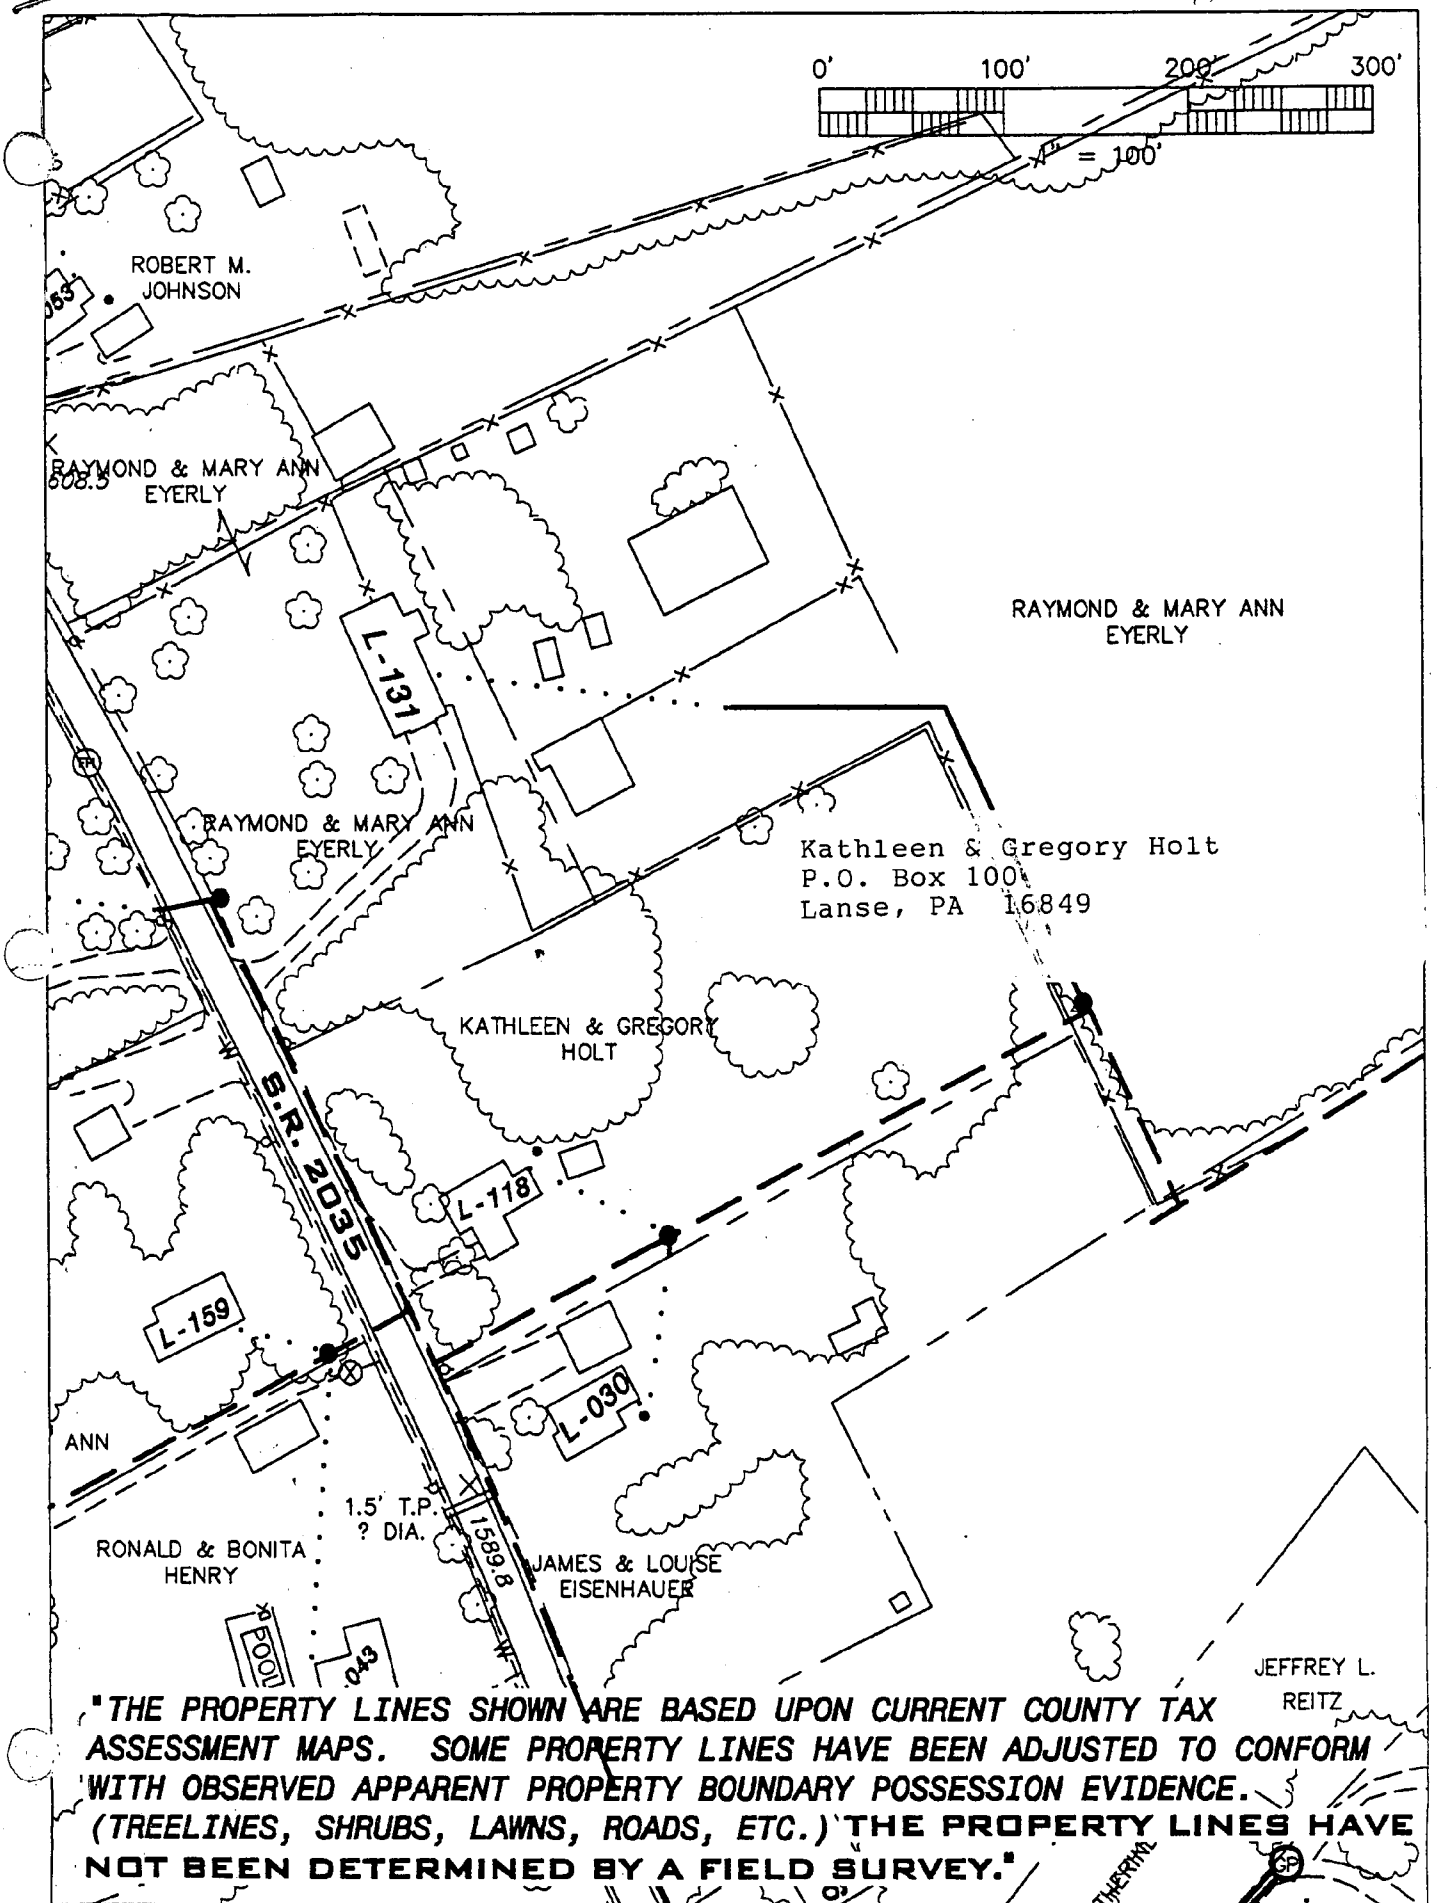 0' 100' 200' 300'
1" = 100'
ROBERT M.
JOHNSON
053
RAYMOND & MARY ANN
EYERLY
608.5
L-131
RAYMOND & MARY ANN
EYERLY
FH
RAYMOND & MARY ANN
EYERLY
Kathleen & Gregory Holt
P.O. Box 100
Lanse, PA 16849
KATHLEEN & GREGORY
HOLT
W
S.R. 2035
L-118
L-159
L-030
ANN
1.5' T.P.
? DIA.
1589.8
RONALD & BONITA
HENRY
JAMES & LOUISE
EISENHAUER
DK
POOL
043
W
JEFFREY L.
REITZ
"THE PROPERTY LINES SHOWN ARE BASED UPON CURRENT COUNTY TAX
ASSESSMENT MAPS. SOME PROPERTY LINES HAVE BEEN ADJUSTED TO CONFORM
WITH OBSERVED APPARENT PROPERTY BOUNDARY POSSESSION EVIDENCE.
(TREELINES, SHRUBS, LAWNS, ROADS, ETC.) THE PROPERTY LINES HAVE
NOT BEEN DETERMINED BY A FIELD SURVEY."
GP